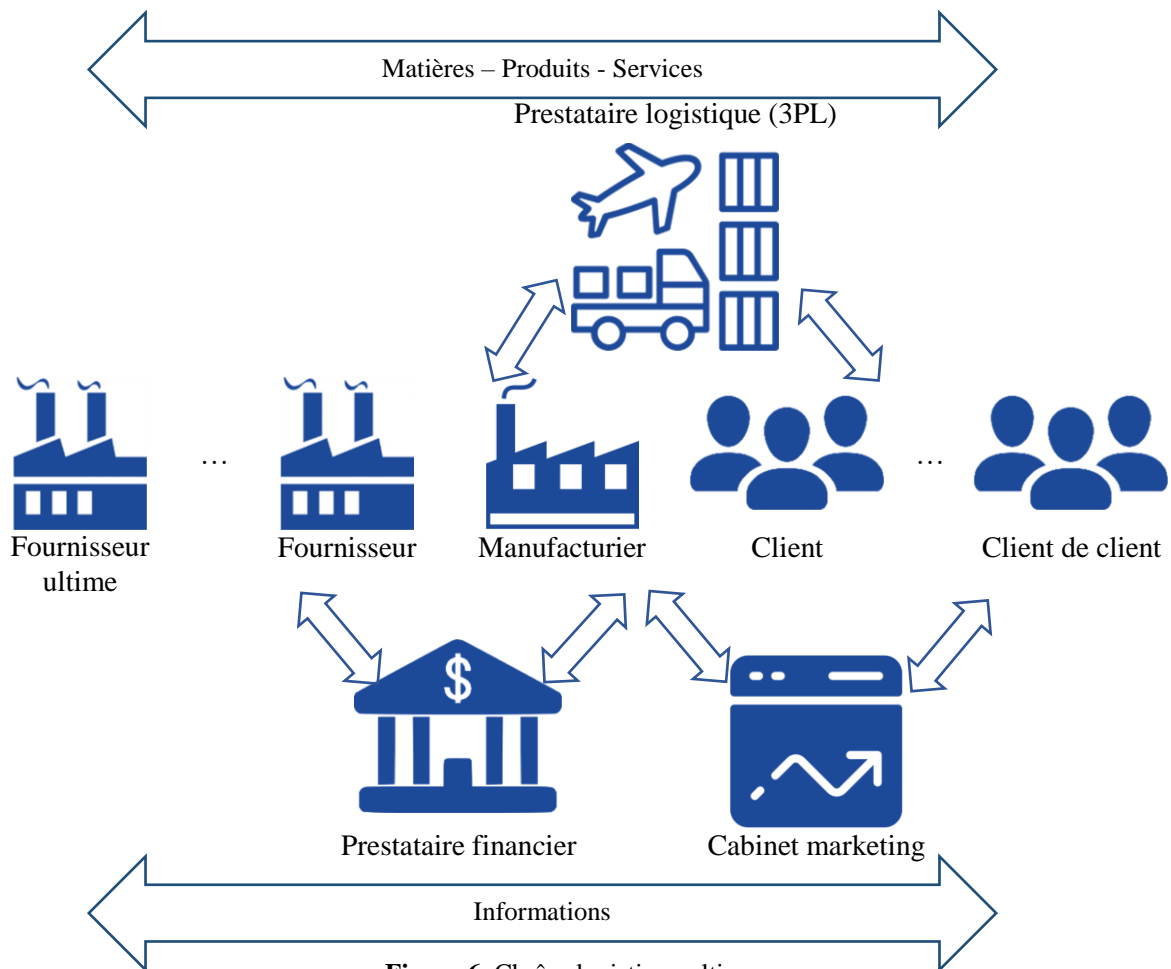 Matières – Produits - Services
Prestataire logistique (3PL)
$
… …
Fournisseur ultime
Fournisseur
Manufacturier
Client
Client de client
Prestataire financier
Cabinet marketing
Informations